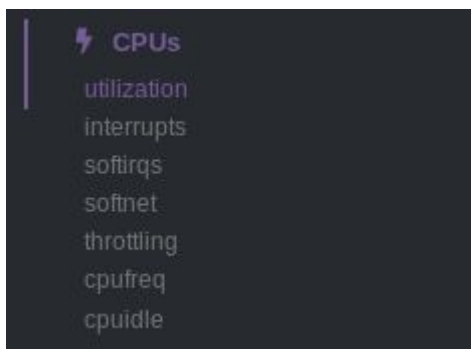 CPUs
utilization
interrupts
softirqs
softnet
throttling
cpufreq
cpuidle